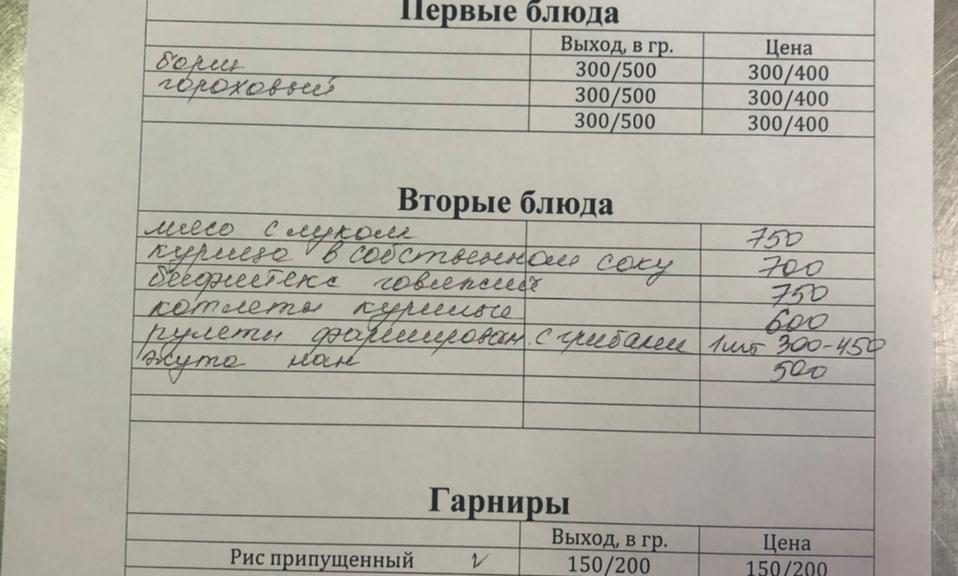 Первые блюда
Выход, в гр. Цена
борщ 300/500 300/400
гороховый 300/500 300/400
300/500 300/400
Вторые блюда
мясо с луком 750
курица в собственном соку 700
бифштекс говяжий 750
котлеты куриные 600
рулеты фарширован. с грибами 1шт 300-450
жута нан 500
Гарниры
Выход, в гр. Цена
Рис припущенный v 150/200 150/200